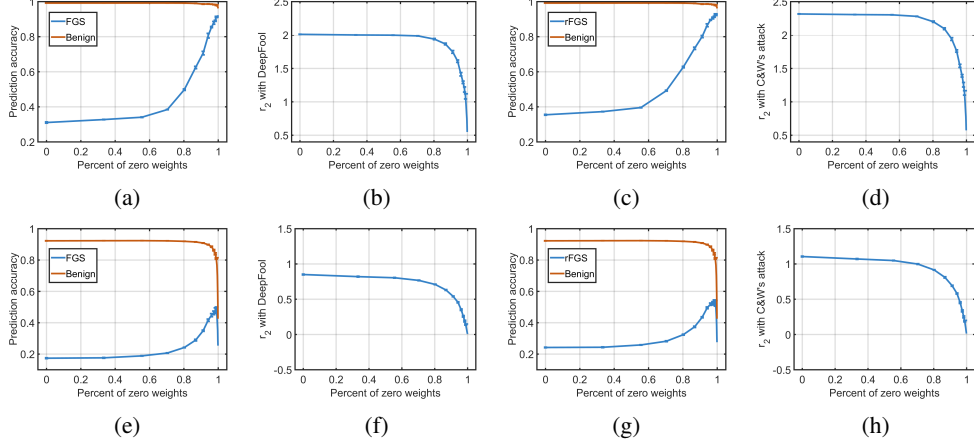 1
0.8
0.6
0.4
0.2
0 0.2 0.4 0.6 0.8 1
Prediction accuracy
Percent of zero weights
FGS
Benign
(a)
2.5
2
1.5
1
0.5
0 0.2 0.4 0.6 0.8 1
r2 with DeepFool
Percent of zero weights
(b)
1
0.8
0.6
0.4
0.2
0 0.2 0.4 0.6 0.8 1
Prediction accuracy
Percent of zero weights
rFGS
Benign
(c)
2.5
2
1.5
1
0.5
0 0.2 0.4 0.6 0.8 1
r2 with C&W's attack
Percent of zero weights
(d)
1
0.8
0.6
0.4
0.2
0 0.2 0.4 0.6 0.8 1
Prediction accuracy
Percent of zero weights
FGS
Benign
(e)
1.5
1
0.5
0
-0.5
0 0.2 0.4 0.6 0.8 1
r2 with DeepFool
Percent of zero weights
(f)
1
0.8
0.6
0.4
0.2
0 0.2 0.4 0.6 0.8 1
Prediction accuracy
Percent of zero weights
rFGS
Benign
(g)
1.5
1
0.5
0
-0.5
0 0.2 0.4 0.6 0.8 1
r2 with C&W's attack
Percent of zero weights
(h)